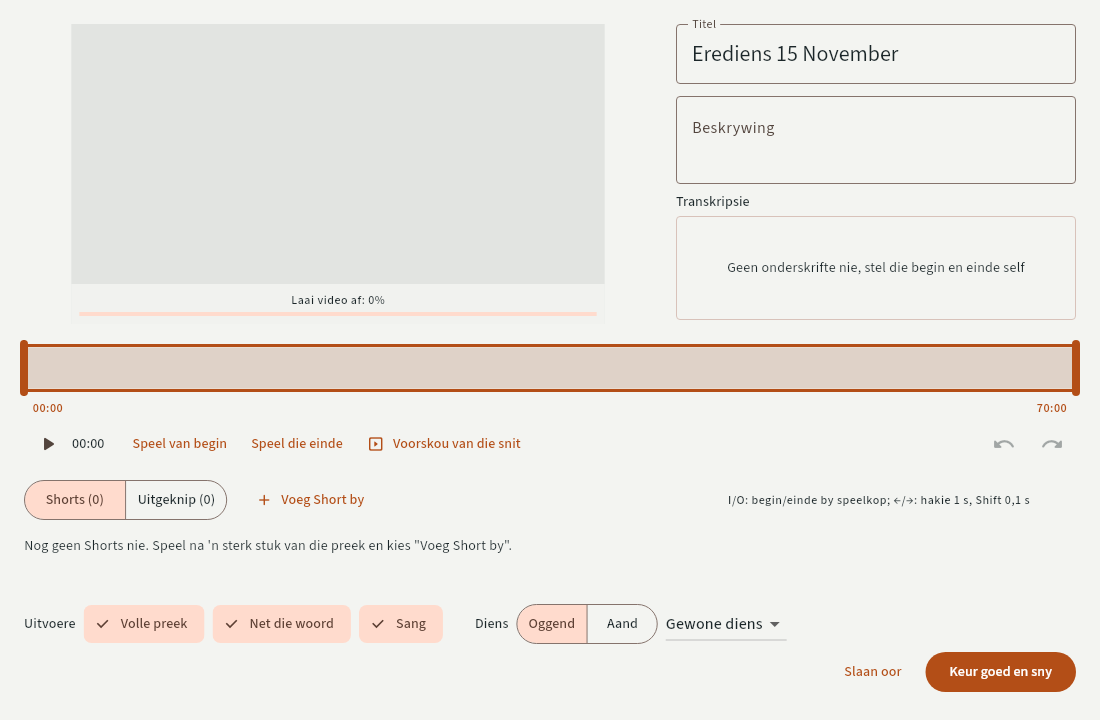 Titel
Erediens 15 November
Beskrywing
Transkripsie
Geen onderskrifte nie, stel die begin en einde self
Laai video af: 0%
00:00
70:00
00:00
Speel van begin
Speel die einde
Voorskou van die snit
Shorts (0)
Uitgeknip (0)
Voeg Short by
I/O: begin/einde by speelkop; ←/→: hakie 1 s, Shift 0,1 s
Nog geen Shorts nie. Speel na 'n sterk stuk van die preek en kies "Voeg Short by".
Uitvoere
Volle preek
Net die woord
Sang
Diens
Oggend
Aand
Gewone diens
Slaan oor
Keur goed en sny